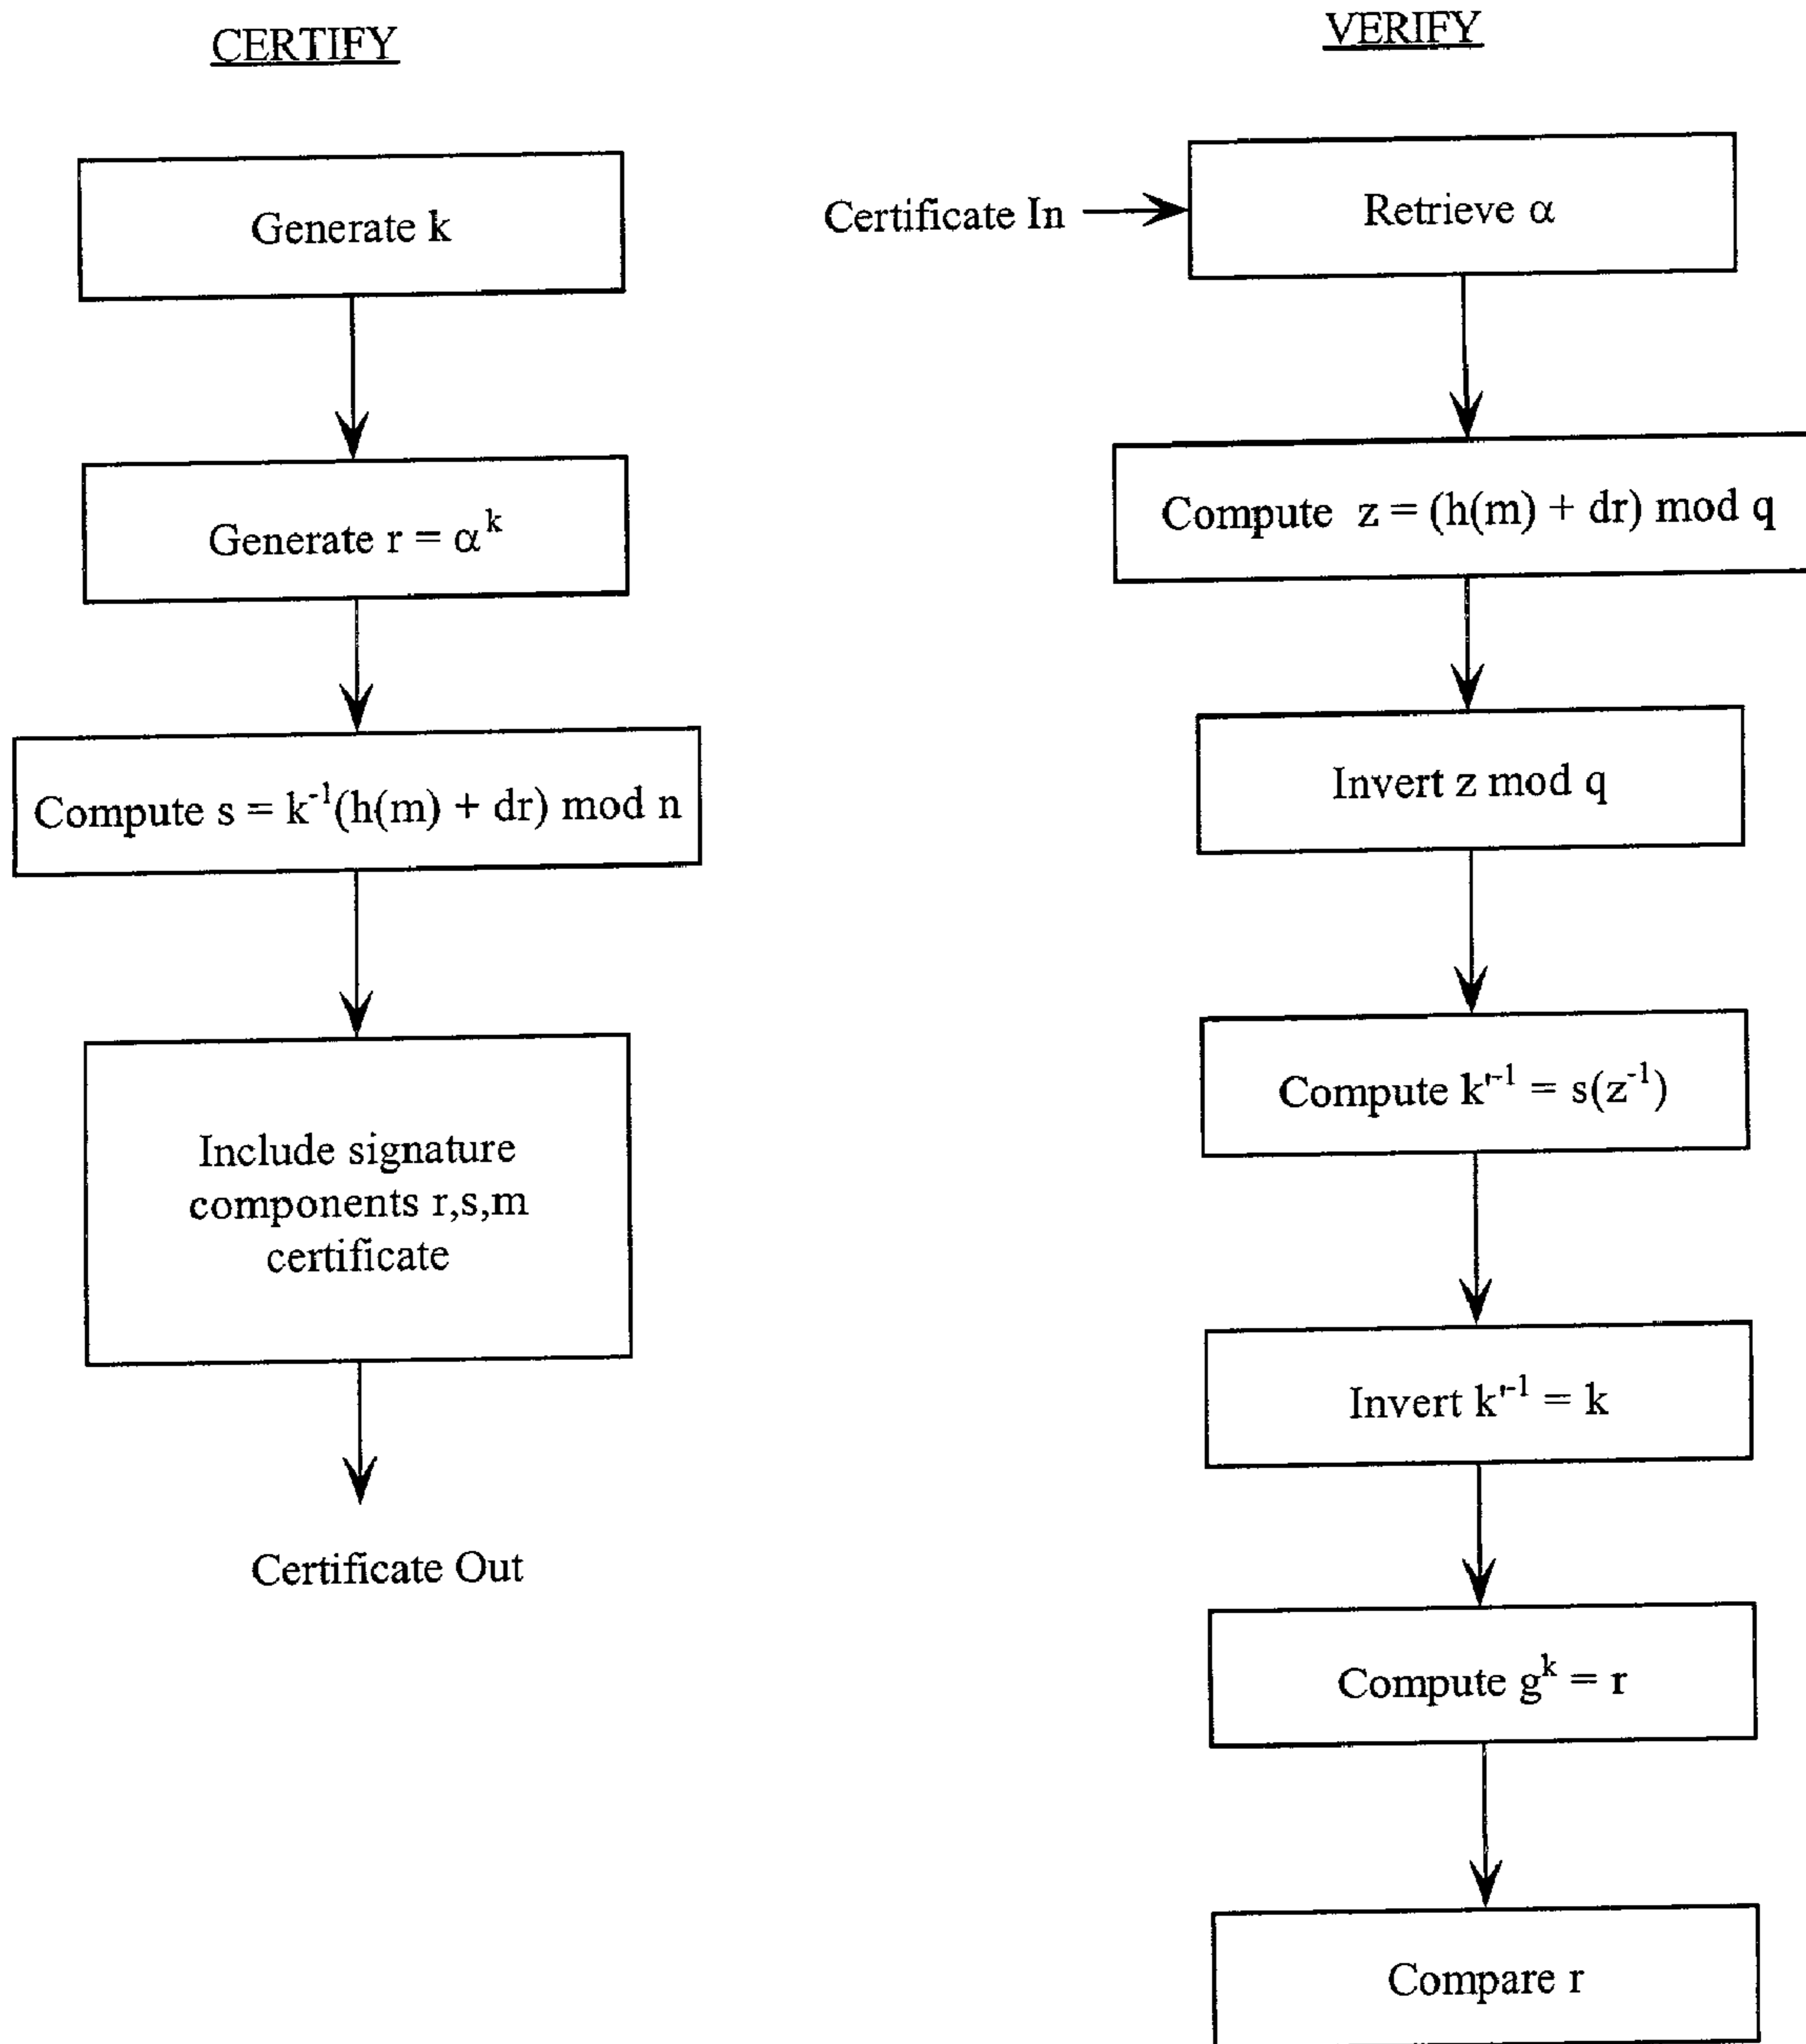 CERTIFY
Generate k
Generate r = α^k
Compute s = k^-1(h(m) + dr) mod n
Include signature
components r,s,m
certificate
Certificate Out
VERIFY
Certificate In
Retrieve α
Compute z = (h(m) + dr) mod q
Invert z mod q
Compute k'^-1 = s(z^-1)
Invert k'^-1 = k
Compute g^k = r
Compare r